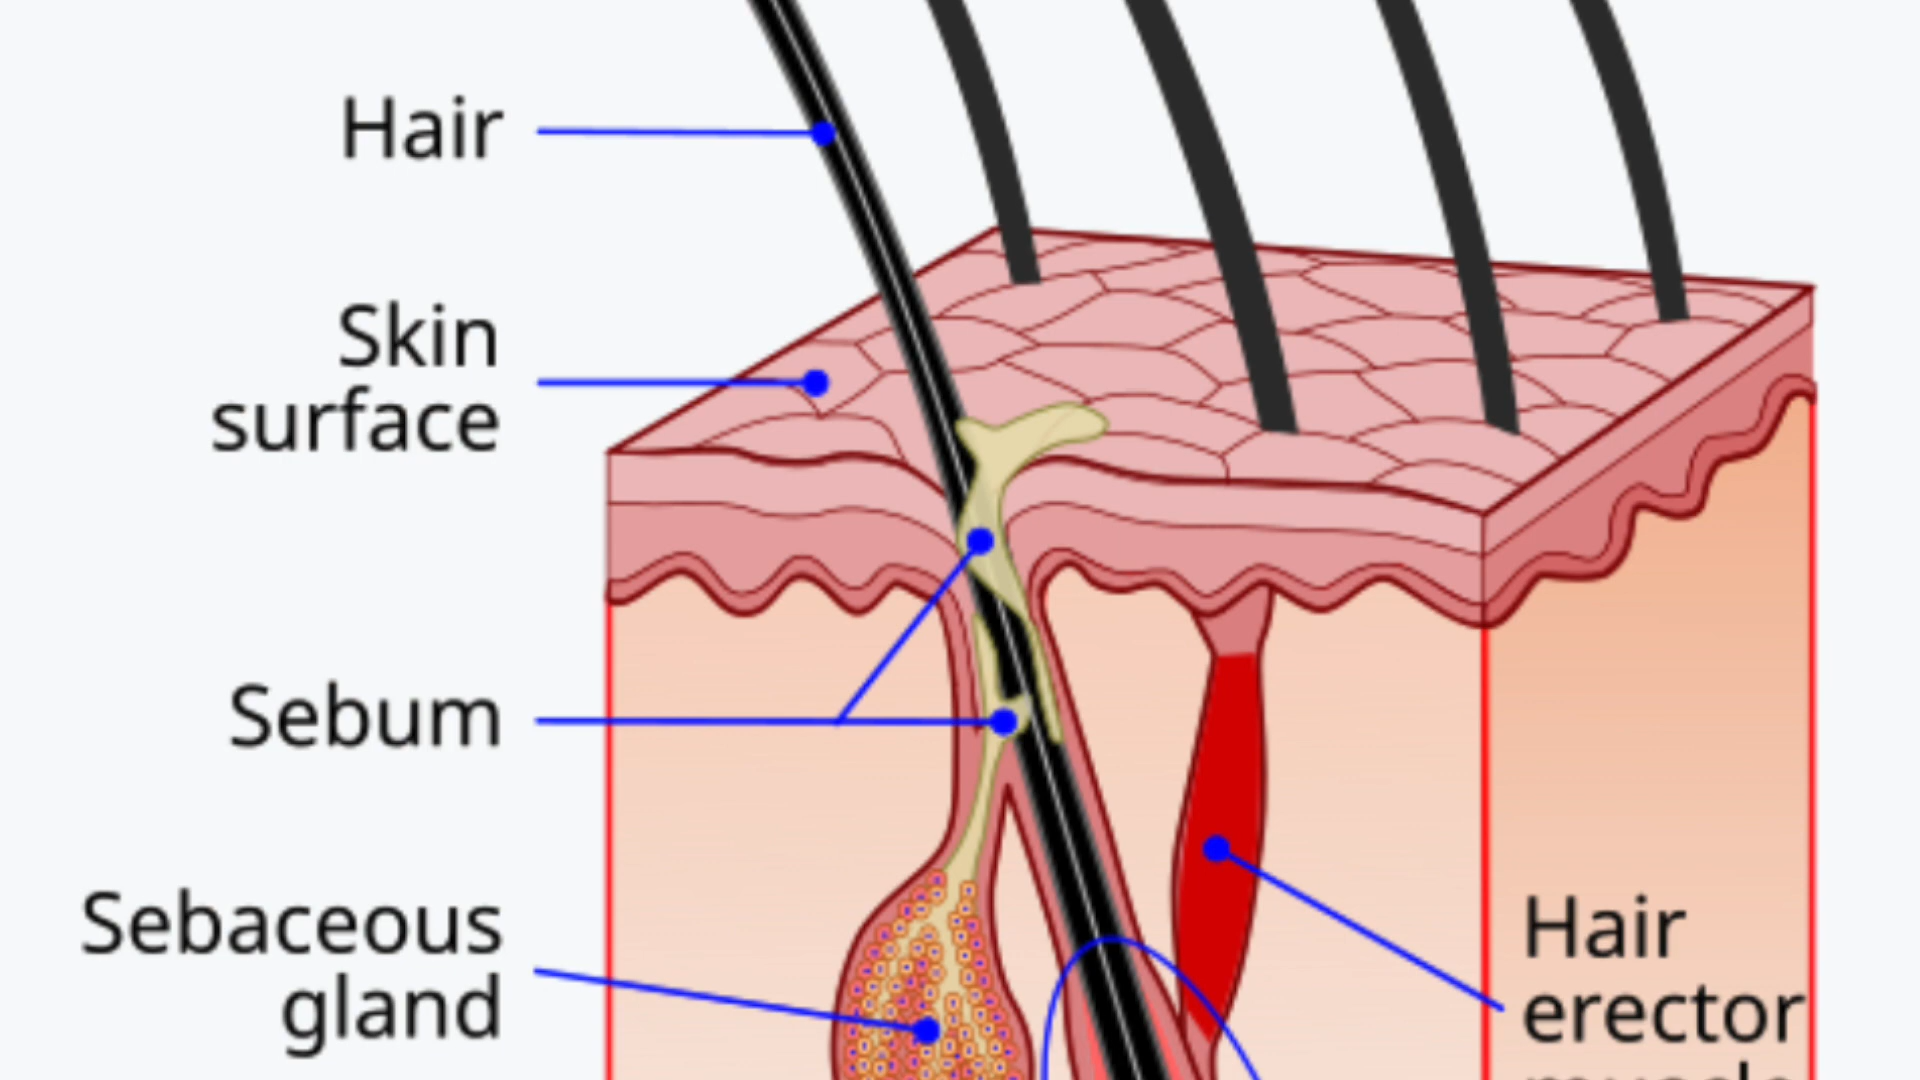 Hair
Skin
surface
Sebum
Sebaceous
gland
Hair
erector